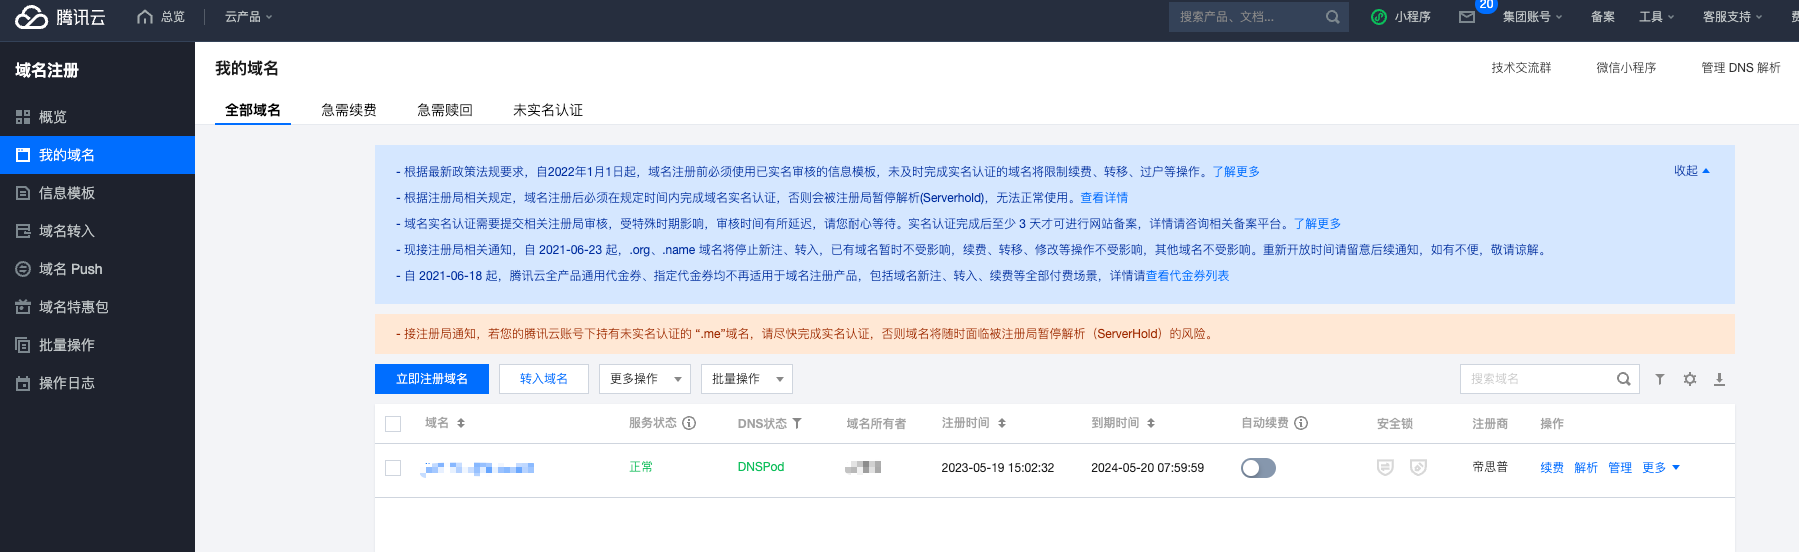 腾讯云 总览 云产品 搜索产品、文档... 小程序 20 集团账号 备案 工具 客服支持
域名注册
概览
我的域名
信息模板
域名转入
域名 Push
域名特惠包
批量操作
操作日志
我的域名 技术交流群 微信小程序 管理 DNS 解析
全部域名 急需续费 急需赎回 未实名认证
- 根据最新政策法规要求，自2022年1月1日起，域名注册前必须使用已实名审核的信息模板，未及时完成实名认证的域名将限制续费、转移、过户等操作。了解更多 收起
- 根据注册局相关规定，域名注册后必须在规定时间内完成域名实名认证，否则会被注册局暂停解析(Serverhold)，无法正常使用。查看详情
- 域名实名认证需要提交相关注册局审核，受特殊时期影响，审核时间有所延迟，请您耐心等待。实名认证完成后至少 3 天才可进行网站备案，详情请咨询相关备案平台。了解更多
- 现接注册局相关通知，自 2021-06-23 起，.org、.name 域名将停止新注、转入，已有域名暂时不受影响，续费、转移、修改等操作不受影响，其他域名不受影响。重新开放时间请留意后续通知，如有不便，敬请谅解。
- 自 2021-06-18 起，腾讯云全产品通用代金券、指定代金券均不再适用于域名注册产品，包括域名新注、转入、续费等全部付费场景，详情请查看代金券列表
- 接注册局通知，若您的腾讯云账号下持有未实名认证的 “.me”域名，请尽快完成实名认证，否则域名将随时面临被注册局暂停解析（ServerHold）的风险。
立即注册域名 转入域名 更多操作 批量操作 搜索域名
域名 服务状态 DNS状态 域名所有者 注册时间 到期时间 自动续费 安全锁 注册商 操作
正常 DNSPod 2023-05-19 15:02:32 2024-05-20 07:59:59 帝思普 续费 解析 管理 更多